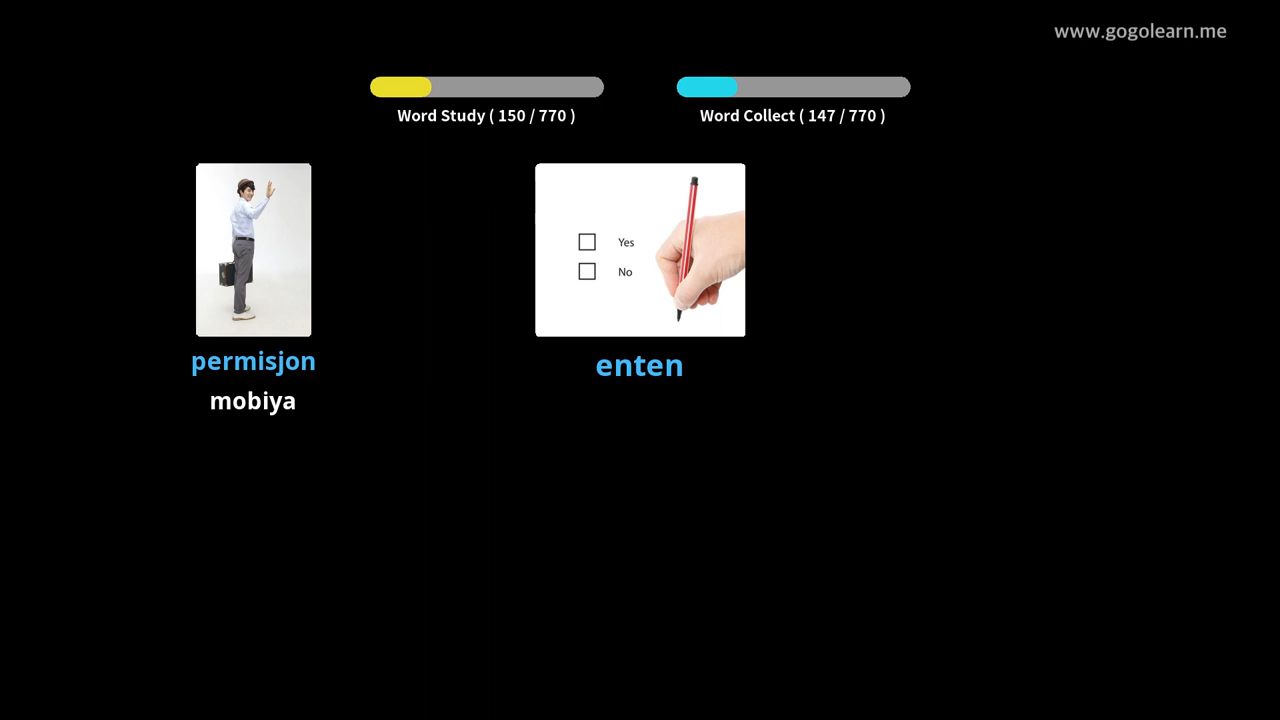 www.gogolearn.me
Word Study ( 150 / 770 )
Word Collect ( 147 / 770 )
Yes
No
permisjon
enten
mobiya